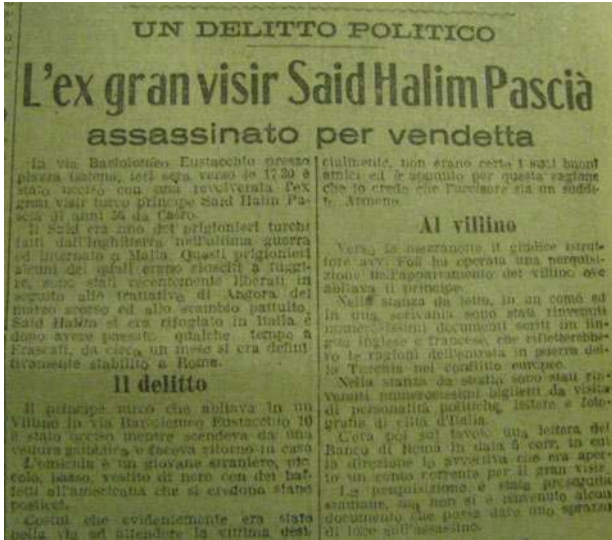 UN DELITTO POLITICO
L'ex gran visir Said Halim Pascià
assassinato per vendetta
In via Bartolomeo Eustacchio presso
piazza Galeno, ieri sera verso le 17.30 è
stato ucciso con una revolverata l'ex
gran visir turco principe Said Halim Pa-
scià di anni 56 da Cairo.
Il Said era uno dei prigionieri turchi
fatti dall'Inghilterra nell'ultima guerra
ed internato a Malta. Questi prigionieri
alcuni dei quali erano riusciti a fuggi-
re, sono stati recentemente liberati in
seguito alle trattative di Angora del
marzo scorso ed allo scambio pattuito.
Said Halim si era rifugiato in Italia e
dopo avere passato qualche tempo a
Frascati, da circa un mese si era defini-
tivamente stabilito a Roma.
Il delitto
Il principe turco che abitava in un
villino in via Bartolomeo Eustacchio 10
è stato ucciso mentre scendeva da una
vettura pubblica e faceva ritorno in casa
L'omicida è un giovane straniero, pic-
colo, basso, vestito di nero con dei baf-
fetti all'americana che si credono siano
posticci.
Costui che evidentemente era stato
nella via ad attendere la vittima desi-
cialmente, non erano certo i suoi buoni
amici ed è appunto per questa ragione
che io credo che l'uccisore sia un suddi-
to Armeno.
Al villino
Verso la mezzanotte il giudice istrut-
tore avv. Foli ha operata una perquisi-
zione nell'appartamento del villino ove
abitava il principe.
Nella stanza da letto, in un comò ed
in una scrivania sono stati rinvenuti
numerosissimi documenti scritti in lin-
gua inglese e francese, che rifletterebbe-
ro le ragioni dell'entrata in guerra del-
la Turchia nel conflitto europeo.
Nella stanza da studio sono stati rin-
venuti numerosissimi biglietti da visita
di personalità politiche, lettere e foto-
grafie di città d'Italia.
C'era poi sul tavolo una lettera del
Banco di Roma in data 5 corr. in cui
la direzione lo avvertiva che era aper-
to un conto corrente per il gran visir.
La perquisizione è stata proseguita
stamane, ma non si è rinvenuto alcun
documento che possa dare uno sprazzo
di luce sull'assassino.